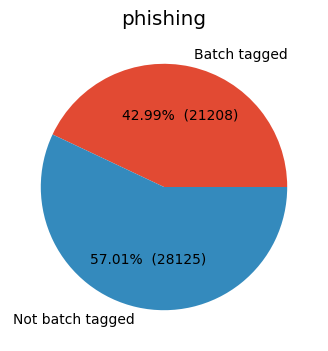 phishing
Batch tagged
42.99% (21208)
57.01% (28125)
Not batch tagged